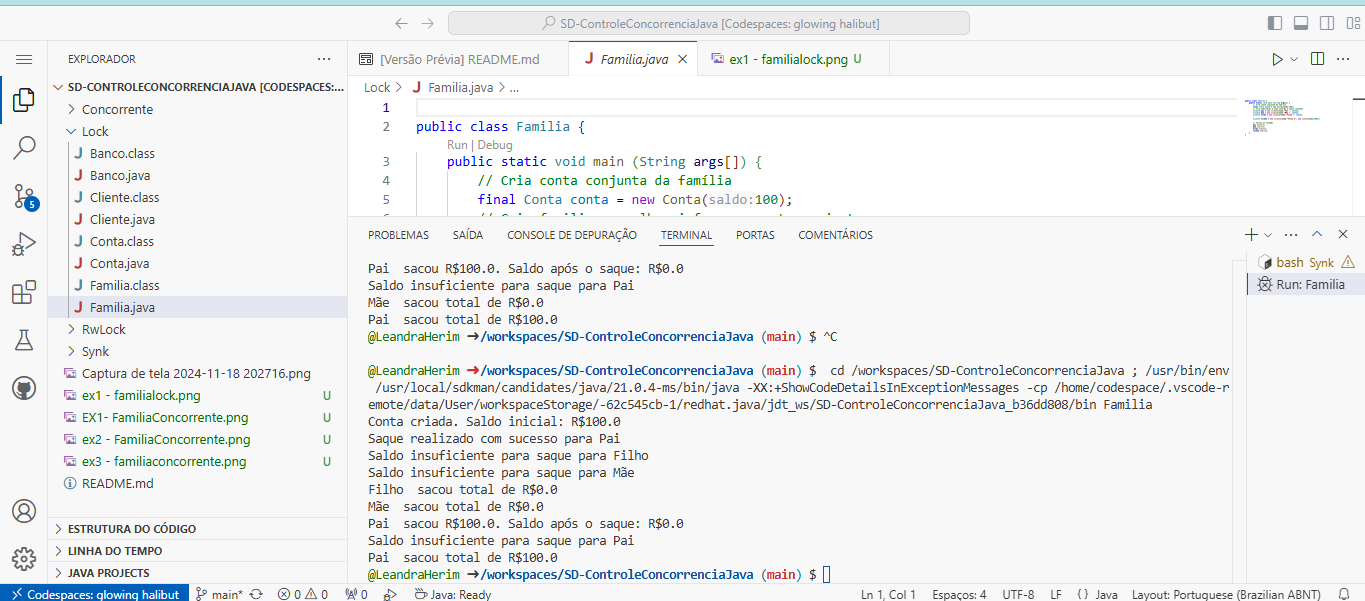 SD-ControleConcorrenciaJava [Codespaces: glowing halibut]
EXPLORADOR
SD-CONTROLECONCORRENCIAJAVA [CODESPACES:...
Concorrente
Lock
Banco.class
Banco.java
Cliente.class
Cliente.java
Conta.class
Conta.java
Familia.class
Familia.java
RwLock
Synk
Captura de tela 2024-11-18 202716.png
ex1 - familialock.png U
EX1- FamiliaConcorrente.png U
ex2 - FamiliaConcorrente.png U
ex3 - familiaconcorrente.png U
README.md
ESTRUTURA DO CÓDIGO
LINHA DO TEMPO
JAVA PROJECTS
5
[Versão Prévia] README.md
Familia.java
ex1 - familialock.png U
Lock > Familia.java > ...
1
2 public class Familia {
Run | Debug
3 public static void main (String args[]) {
4 // Cria conta conjunta da família
5 final Conta conta = new Conta(saldo:100);
PROBLEMAS SAÍDA CONSOLE DE DEPURAÇÃO TERMINAL PORTAS COMENTÁRIOS
Pai  sacou R$100.0. Saldo após o saque: R$0.0
Saldo insuficiente para saque para Pai
Mãe  sacou total de R$0.0
Pai  sacou total de R$100.0
@LeandraHerim ➜/workspaces/SD-ControleConcorrenciaJava (main) $ ^C
@LeandraHerim ➜/workspaces/SD-ControleConcorrenciaJava (main) $  cd /workspaces/SD-ControleConcorrenciaJava ; /usr/bin/env
/usr/local/sdkman/candidates/java/21.0.4-ms/bin/java -XX:+ShowCodeDetailsInExceptionMessages -cp /home/codespace/.vscode-r
emote/data/User/workspaceStorage/-62c545cb-1/redhat.java/jdt_ws/SD-ControleConcorrenciaJava_b36dd808/bin Familia
Conta criada. Saldo inicial: R$100.0
Saque realizado com sucesso para Pai
Saldo insuficiente para saque para Filho
Saldo insuficiente para saque para Mãe
Filho  sacou total de R$0.0
Mãe  sacou total de R$0.0
Pai  sacou R$100.0. Saldo após o saque: R$0.0
Saldo insuficiente para saque para Pai
Pai  sacou total de R$100.0
@LeandraHerim ➜/workspaces/SD-ControleConcorrenciaJava (main) $
bash Synk
Run: Familia
Codespaces: glowing halibut main* 0 0 0 Java: Ready Ln 1, Col 1 Espaços: 4 UTF-8 LF {} Java Layout: Portuguese (Brazilian ABNT)